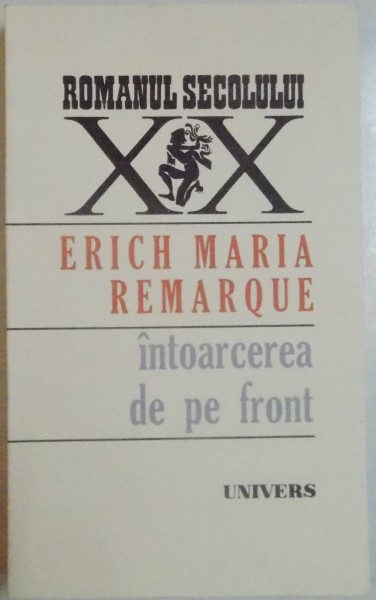 ROMANUL SECOLULUI
XX
ERICH MARIA
REMARQUE
întoarcerea
de pe front
UNIVERS